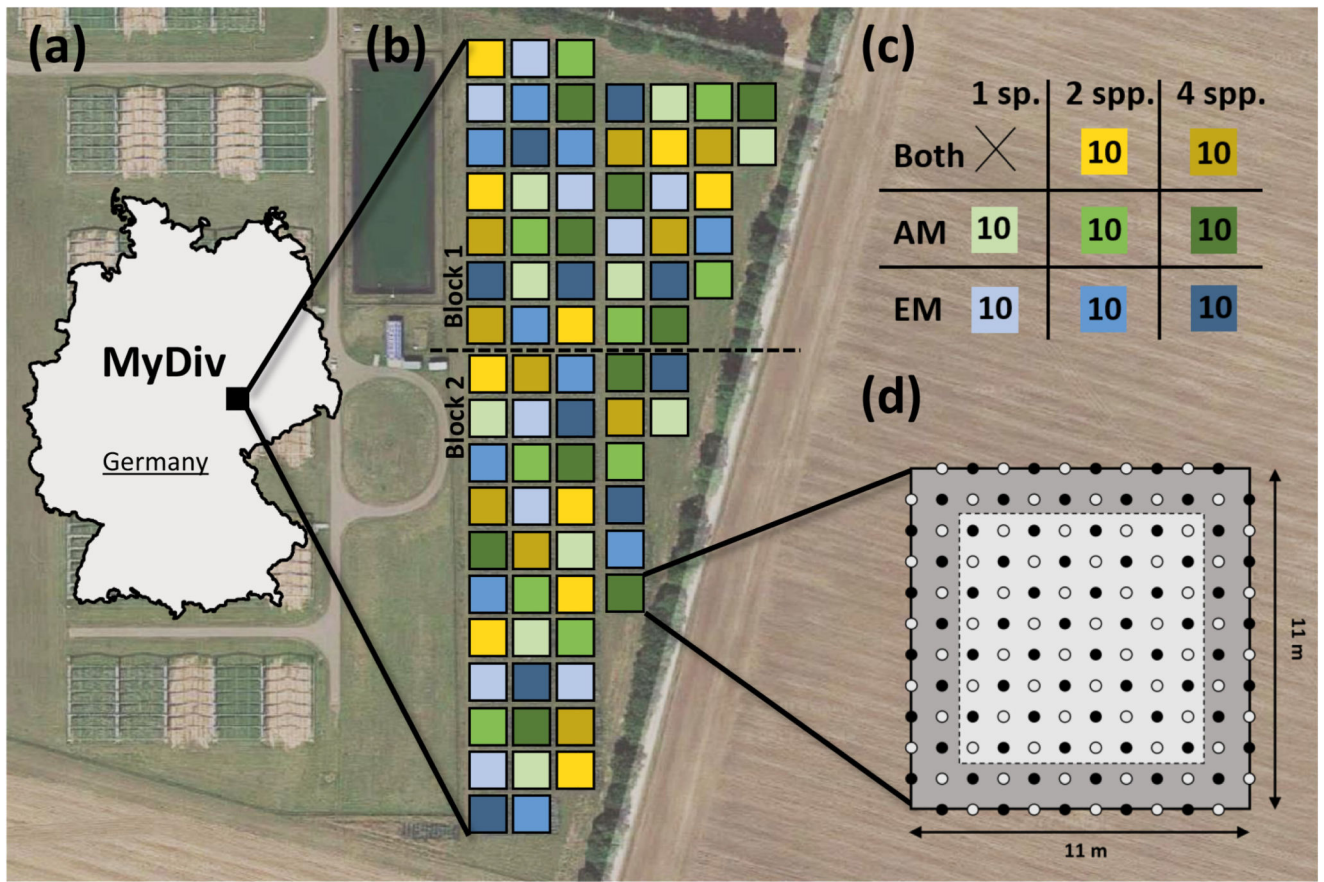 (a)
(b)
(c)
1 sp. 2 spp. 4 spp.
Both 10 10
AM 10 10 10
EM 10 10 10
Block 1
Block 2
MyDiv
Germany
(d)
11 m
11 m